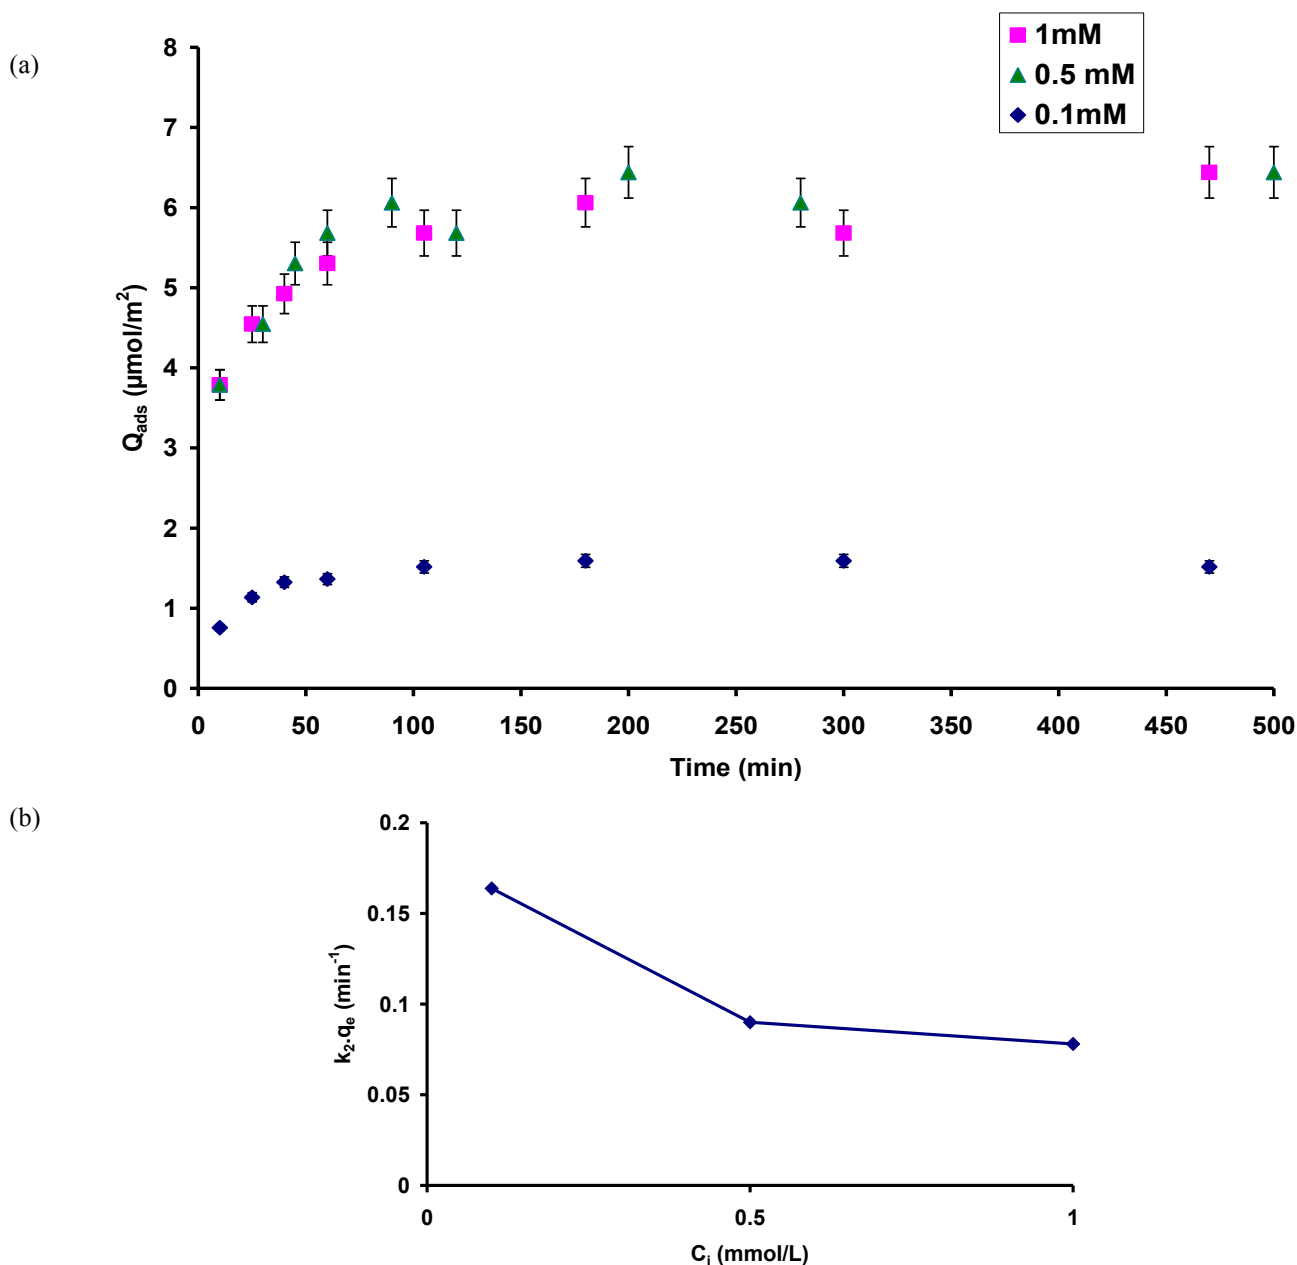 (a)
1mM
0.5 mM
0.1mM
8
7
6
5
4
3
2
1
0
Qads (µmol/m²)
0 50 100 150 200 250 300 350 400 450 500
Time (min)
(b)
0.2
0.15
0.1
0.05
0
k₂.qₑ (min⁻¹)
0 0.5 1
Cᵢ (mmol/L)